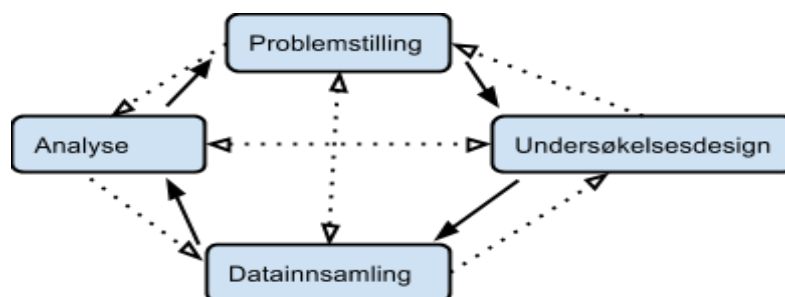 Problemstilling
Analyse
Undersøkelsesdesign
Datainnsamling